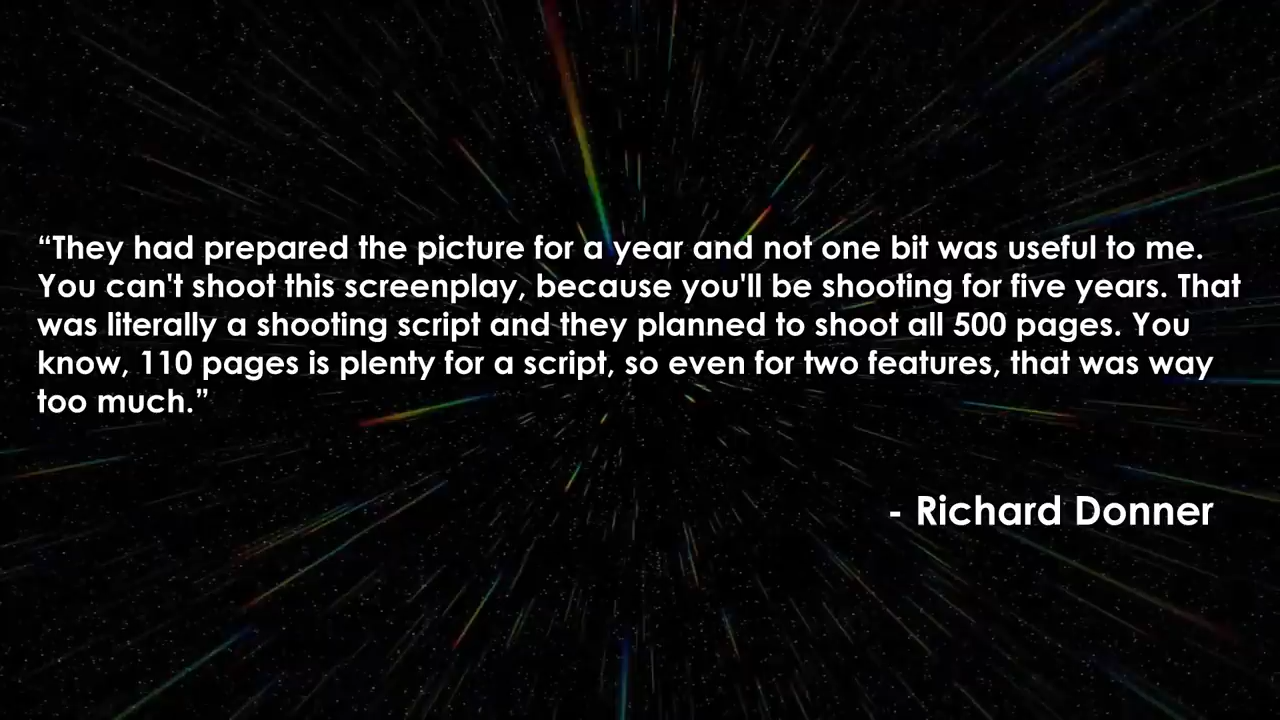 “They had prepared the picture for a year and not one bit was useful to me.
You can't shoot this screenplay, because you'll be shooting for five years. That
was literally a shooting script and they planned to shoot all 500 pages. You
know, 110 pages is plenty for a script, so even for two features, that was way
too much.”
- Richard Donner